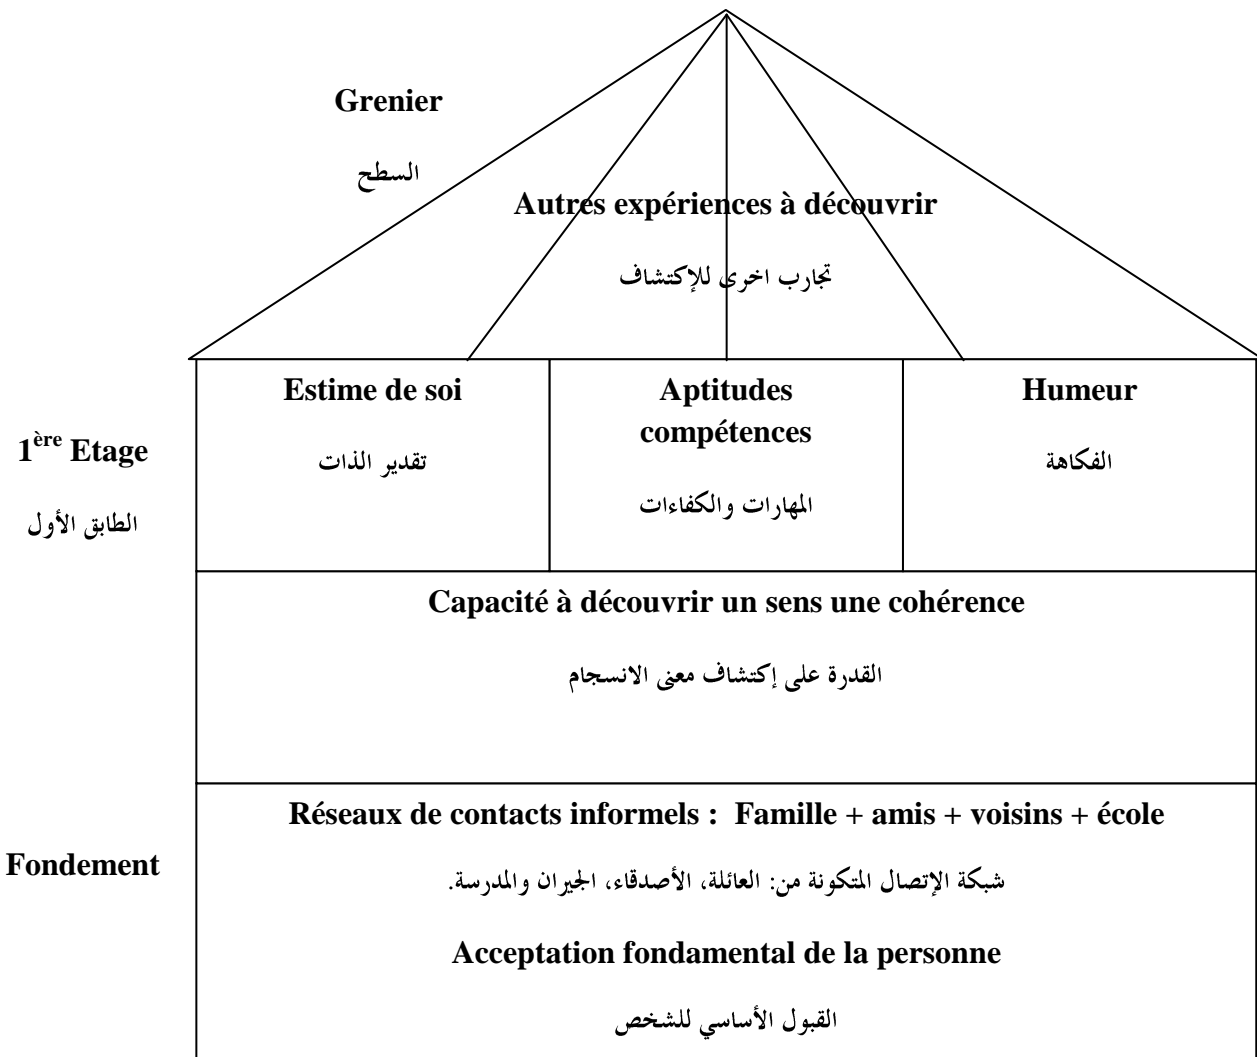 Grenier
السطح
Autres expériences à découvrir
تجارب اخرى للإكتشاف
1ère Etage
الطابق الأول
Estime de soi
تقدير الذات
Aptitudes
compétences
المهارات والكفاءات
Humeur
الفكاهة
Capacité à découvrir un sens une cohérence
القدرة على إكتشاف معنى الانسجام
Fondement
Réseaux de contacts informels : Famille + amis + voisins + école
شبكة الإتصال المتكونة من: العائلة، الأصدقاء، الجيران والمدرسة.
Acceptation fondamental de la personne
القبول الأساسي للشخص